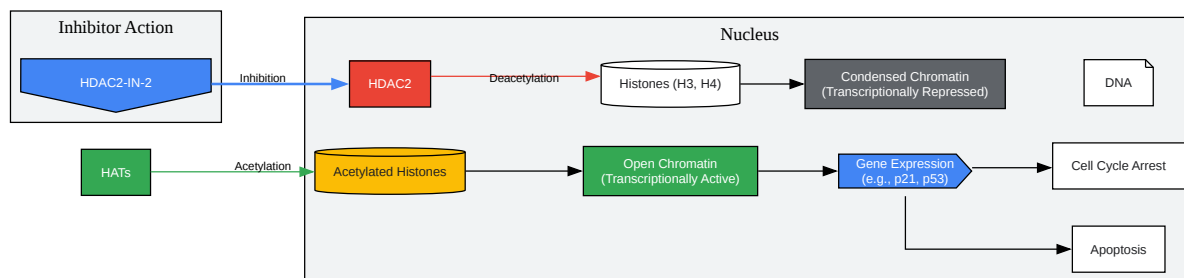 Inhibitor Action
Nucleus
HDAC2-IN-2
Inhibition
HDAC2
Deacetylation
Histones (H3, H4)
Condensed Chromatin
(Transcriptionally Repressed)
DNA
HATs
Acetylation
Acetylated Histones
Open Chromatin
(Transcriptionally Active)
Gene Expression
(e.g., p21, p53)
Cell Cycle Arrest
Apoptosis